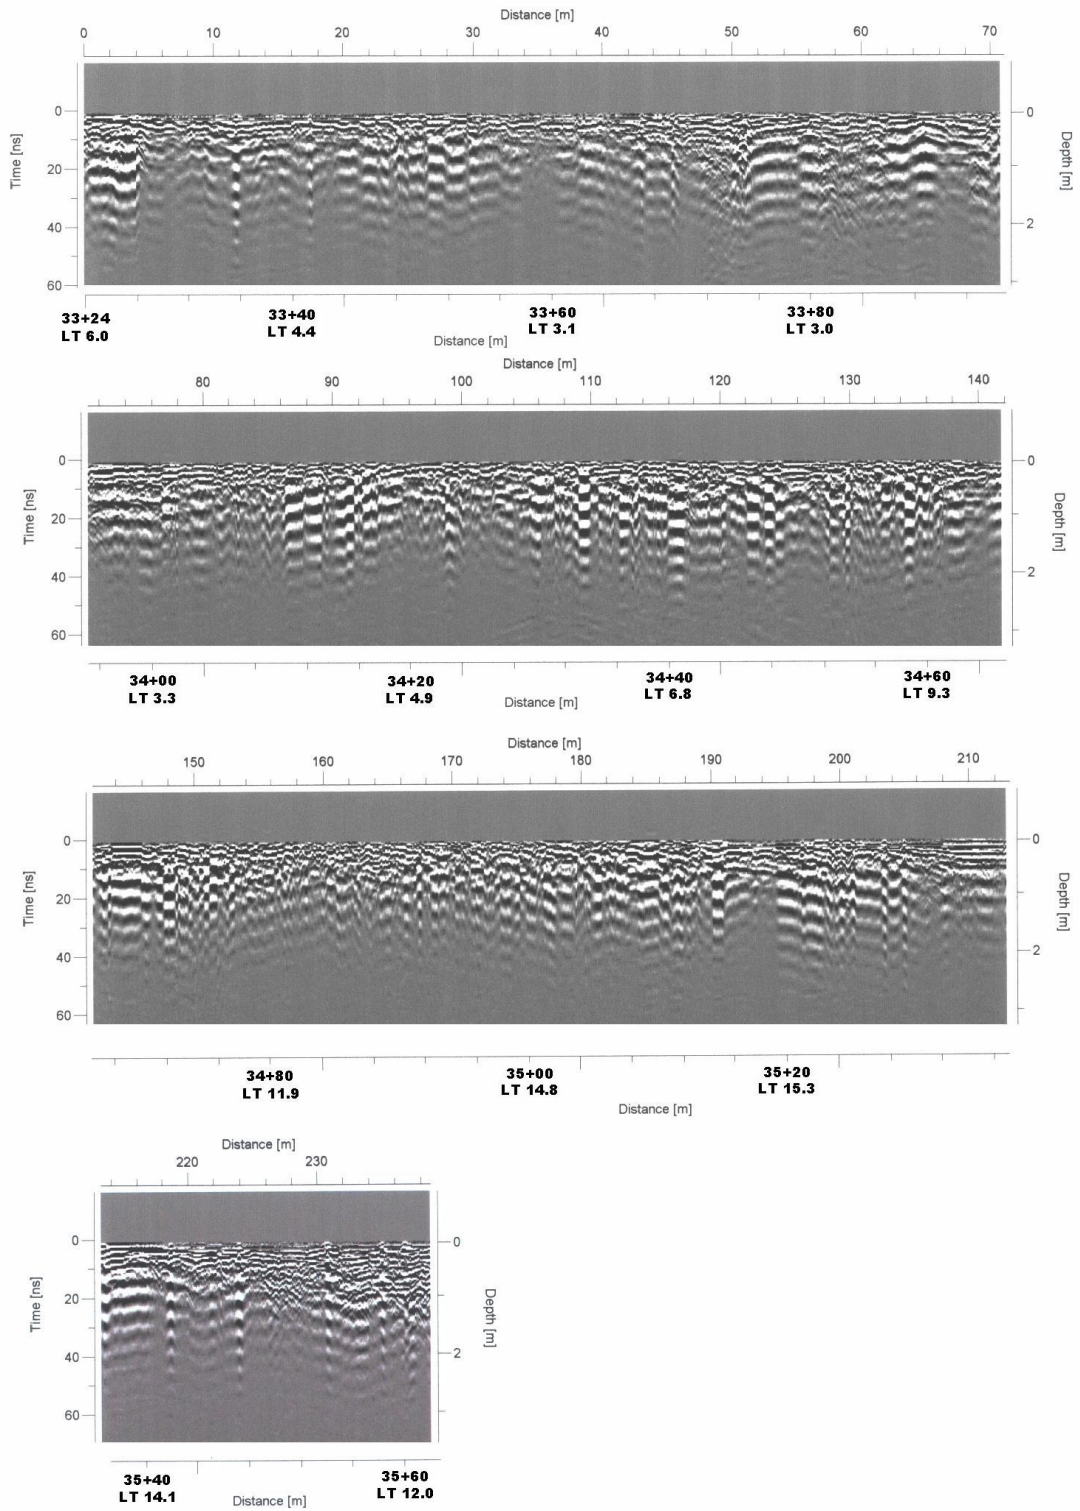 Distance [m]
0 10 20 30 40 50 60 70
Time [ns]
0
20
40
60
0
2
Depth [m]
33+24 33+40 33+60 33+80
LT 6.0 LT 4.4 LT 3.1 LT 3.0
Distance [m]
Distance [m]
80 90 100 110 120 130 140
Time [ns]
0
20
40
60
0
2
Depth [m]
34+00 34+20 34+40 34+60
LT 3.3 LT 4.9 LT 6.8 LT 9.3
Distance [m]
Distance [m]
150 160 170 180 190 200 210
Time [ns]
0
20
40
60
0
2
Depth [m]
34+80 35+00 35+20
LT 11.9 LT 14.8 LT 15.3
Distance [m]
Distance [m]
220 230
Time [ns]
0
20
40
60
0
2
Depth [m]
35+40 35+60
LT 14.1 LT 12.0
Distance [m]